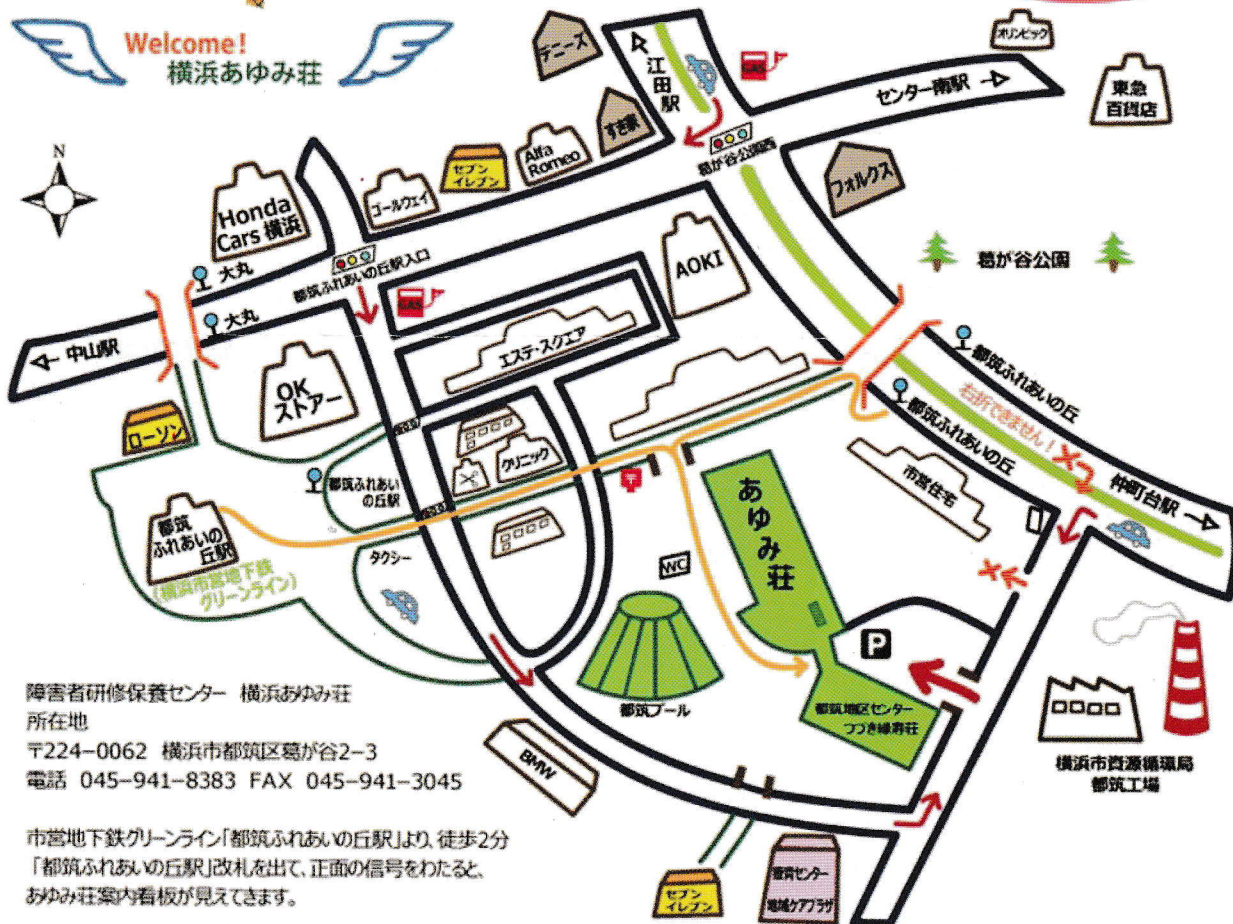 Welcome!
横浜あゆみ荘
デニーズ
江田駅
GAS
オリンピック
センター南駅
東急
百貨店
すき家
葛が谷公園西
Alfa
Romeo
セブン
イレブン
ゴールウェイ
フォルクス
N
Honda
Cars 横浜
大丸
都筑ふれあいの丘駅入口
AOKI
葛が谷公園
大丸
GAS
中山駅
エステ・スクエア
OK
ストアー
都筑ふれあいの丘
都筑ふれあいの丘
右折できません!
ローソン
クリニック
都筑ふれあい
の丘駅
〒
あゆみ荘
市営住宅
仲町台駅
都筑
ふれあいの
丘駅
(横浜市営地下鉄
グリーンライン)
タクシー
WC
P
都筑プール
都筑地区センター
つづき緑寿荘
BMW
横浜市資源循環局
都筑工場
障害者研修保養センター 横浜あゆみ荘
所在地
〒224-0062 横浜市都筑区葛が谷2-3
電話 045-941-8383 FAX 045-941-3045
市営地下鉄グリーンライン「都筑ふれあいの丘駅」より、徒歩2分
「都筑ふれあいの丘駅」改札を出て、正面の信号をわたると、
あゆみ荘案内看板が見えてきます。
セブン
イレブン
センター
地域ケアプラザ